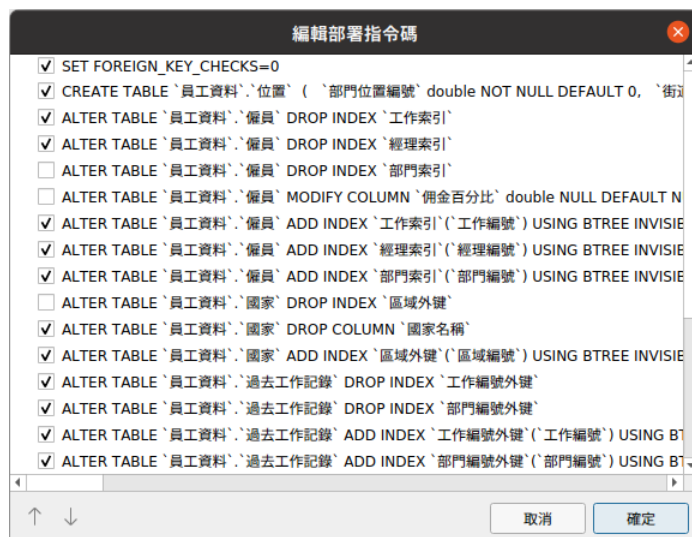 編輯部署指令碼
SET FOREIGN_KEY_CHECKS=0
CREATE TABLE `員工資料`.`位置` ( `部門位置編號` double NOT NULL DEFAULT 0, `街道
ALTER TABLE `員工資料`.`僱員` DROP INDEX `工作索引`
ALTER TABLE `員工資料`.`僱員` DROP INDEX `經理索引`
ALTER TABLE `員工資料`.`僱員` DROP INDEX `部門索引`
ALTER TABLE `員工資料`.`僱員` MODIFY COLUMN `佣金百分比` double NULL DEFAULT N
ALTER TABLE `員工資料`.`僱員` ADD INDEX `工作索引`(`工作編號`) USING BTREE INVISIB
ALTER TABLE `員工資料`.`僱員` ADD INDEX `經理索引`(`經理編號`) USING BTREE INVISIB
ALTER TABLE `員工資料`.`僱員` ADD INDEX `部門索引`(`部門編號`) USING BTREE INVISIB
ALTER TABLE `員工資料`.`國家` DROP INDEX `區域外鍵`
ALTER TABLE `員工資料`.`國家` DROP COLUMN `國家名稱`
ALTER TABLE `員工資料`.`國家` ADD INDEX `區域外鍵`(`區域編號`) USING BTREE INVISIB
ALTER TABLE `員工資料`.`過去工作記錄` DROP INDEX `工作編號外鍵`
ALTER TABLE `員工資料`.`過去工作記錄` DROP INDEX `部門編號外鍵`
ALTER TABLE `員工資料`.`過去工作記錄` ADD INDEX `工作編號外鍵`(`工作編號`) USING BT
ALTER TABLE `員工資料`.`過去工作記錄` ADD INDEX `部門編號外鍵`(`部門編號`) USING BT
取消
確定